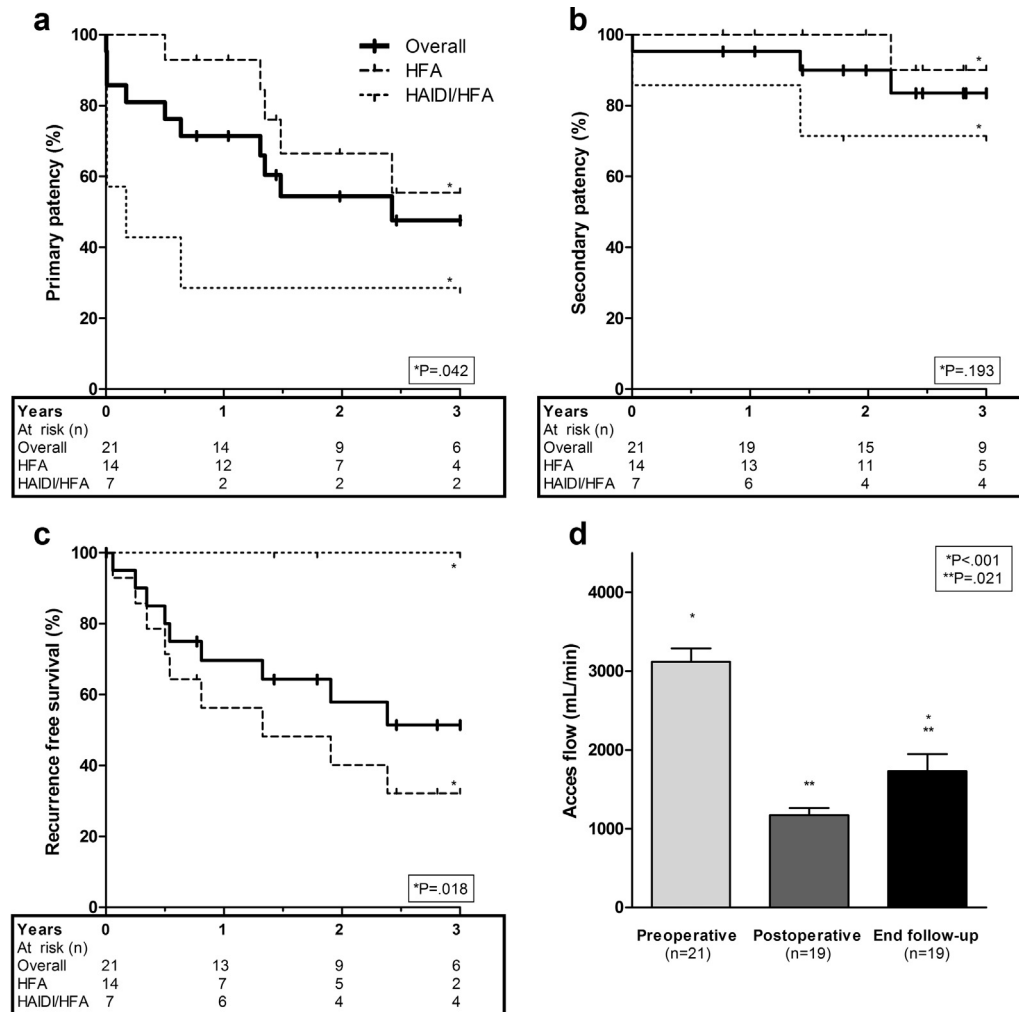 a
Overall
HFA
HAIDI/HFA
Primary patency (%)
100
80
60
40
20
0
*
*
*P=.042
Years 0 1 2 3
At risk (n)
Overall 21 14 9 6
HFA 14 12 7 4
HAIDI/HFA 7 2 2 2
b
Secondary patency (%)
100
80
60
40
20
0
*
*
*P=.193
Years 0 1 2 3
At risk (n)
Overall 21 19 15 9
HFA 14 13 11 5
HAIDI/HFA 7 6 4 4
c
Recurrence free survival (%)
100
80
60
40
20
0
*
*
*P=.018
Years 0 1 2 3
At risk (n)
Overall 21 13 9 6
HFA 14 7 5 2
HAIDI/HFA 7 6 4 4
d
*P<.001
**P=.021
Acces flow (mL/min)
4000
3000
2000
1000
0
*
**
*
**
Preoperative Postoperative End follow-up
(n=21) (n=19) (n=19)